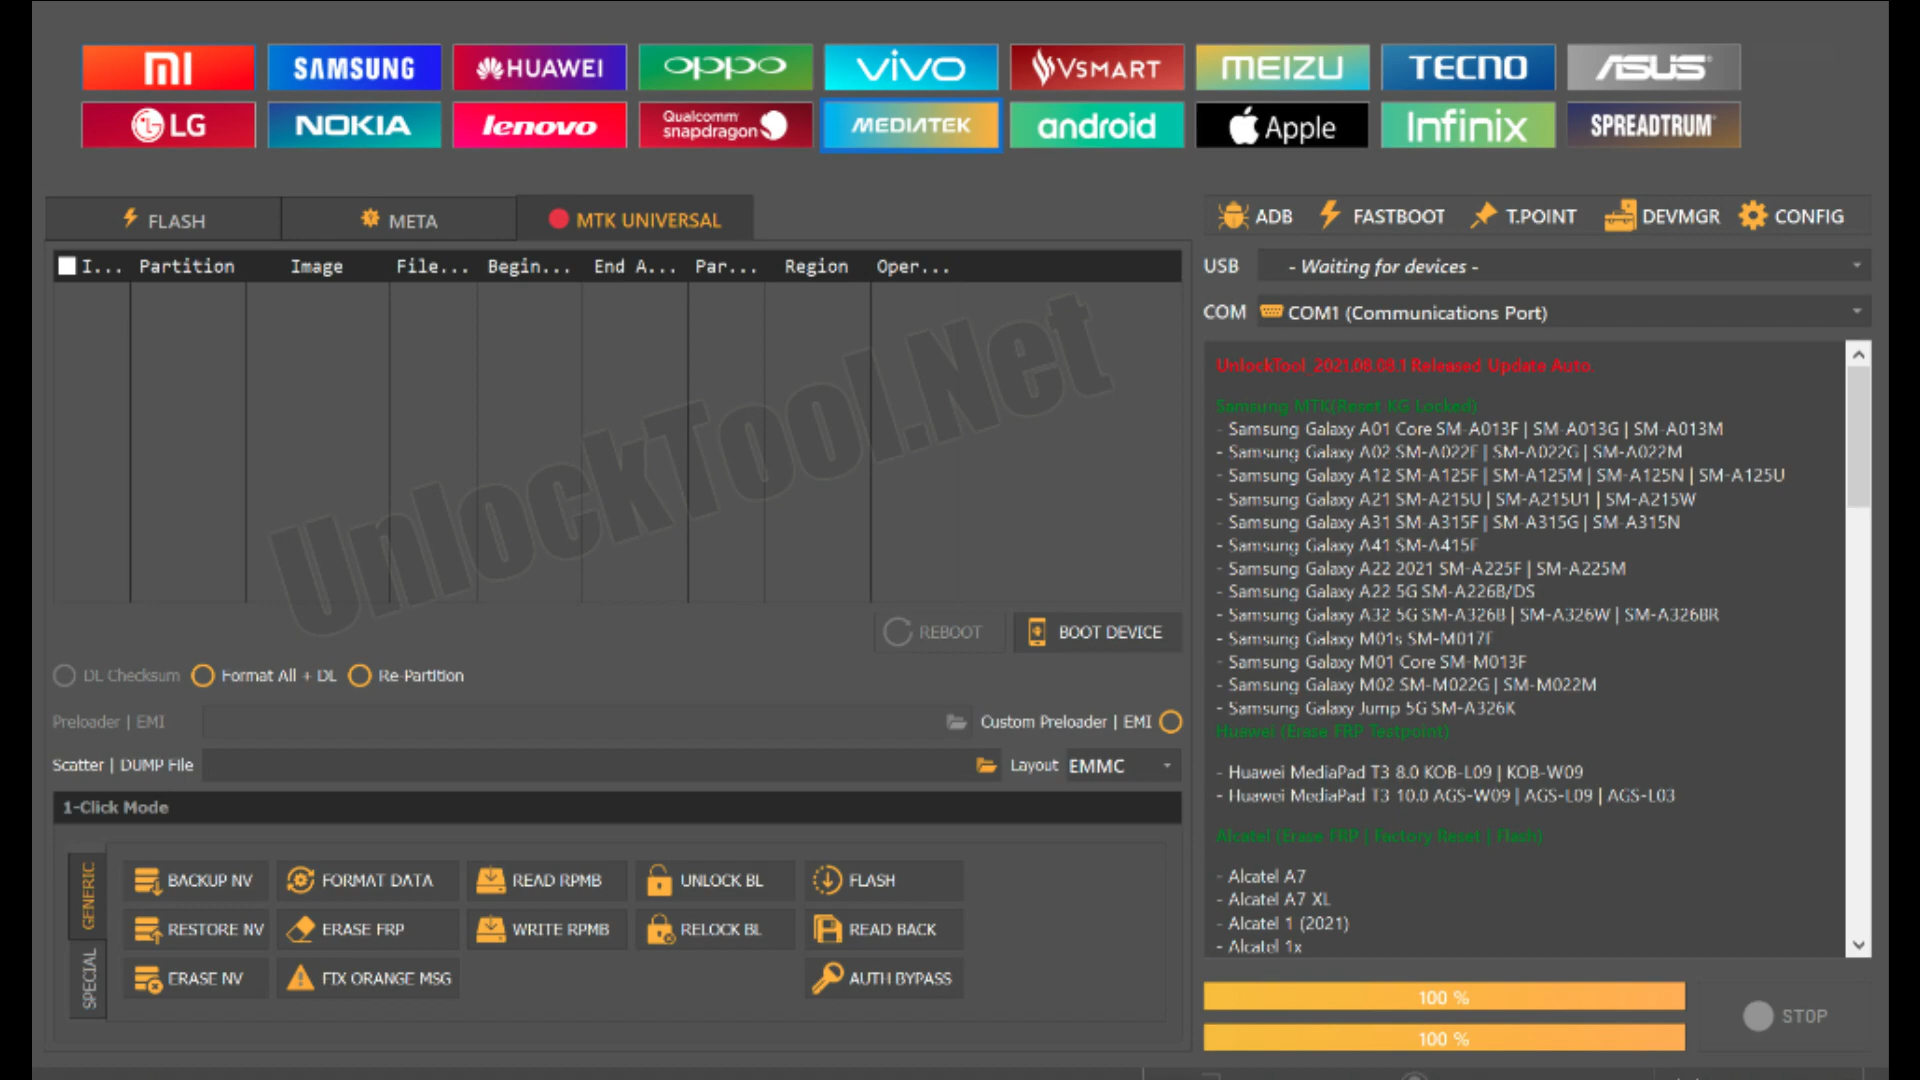 MI SAMSUNG HUAWEI OPPO vivo VSMART MEIZU TECNO ASUS
LG NOKIA lenovo Qualcomm snapdragon MEDIATEK android Apple Infinix SPREADTRUM
FLASH META MTK UNIVERSAL
ADB FASTBOOT T.POINT DEVMGR CONFIG
I... Partition Image File... Begin... End A... Par... Region Oper...
USB - Waiting for devices -
COM COM1 (Communications Port)
UnlockTool.Net
REBOOT BOOT DEVICE
DL Checksum Format All + DL Re-Partition
Preloader | EMI Custom Preloader | EMI
Scatter | DUMP File Layout EMMC
1-Click Mode
GENERIC
SPECIAL
BACKUP NV FORMAT DATA READ RPMB UNLOCK BL FLASH
RESTORE NV ERASE FRP WRITE RPMB RELOCK BL READ BACK
ERASE NV FIX ORANGE MSG AUTH BYPASS
UnlockTool_2021.08.08.1 Released Update Auto.
Samsung MTK(Reset KG Locked)
- Samsung Galaxy A01 Core SM-A013F | SM-A013G | SM-A013M
- Samsung Galaxy A02 SM-A022F | SM-A022G | SM-A022M
- Samsung Galaxy A12 SM-A125F | SM-A125M | SM-A125N | SM-A125U
- Samsung Galaxy A21 SM-A215U | SM-A215U1 | SM-A215W
- Samsung Galaxy A31 SM-A315F | SM-A315G | SM-A315N
- Samsung Galaxy A41 SM-A415F
- Samsung Galaxy A22 2021 SM-A225F | SM-A225M
- Samsung Galaxy A22 5G SM-A226B/DS
- Samsung Galaxy A32 5G SM-A326B | SM-A326W | SM-A326BR
- Samsung Galaxy M01s SM-M017F
- Samsung Galaxy M01 Core SM-M013F
- Samsung Galaxy M02 SM-M022G | SM-M022M
- Samsung Galaxy Jump 5G SM-A326K
Huawei (Erase FRP Testpoint)
- Huawei MediaPad T3 8.0 KOB-L09 | KOB-W09
- Huawei MediaPad T3 10.0 AGS-W09 | AGS-L09 | AGS-L03
Alcatel (Erase FRP | Factory Reset | Flash)
- Alcatel A7
- Alcatel A7 XL
- Alcatel 1 (2021)
- Alcatel 1x
100 %
100 %
STOP